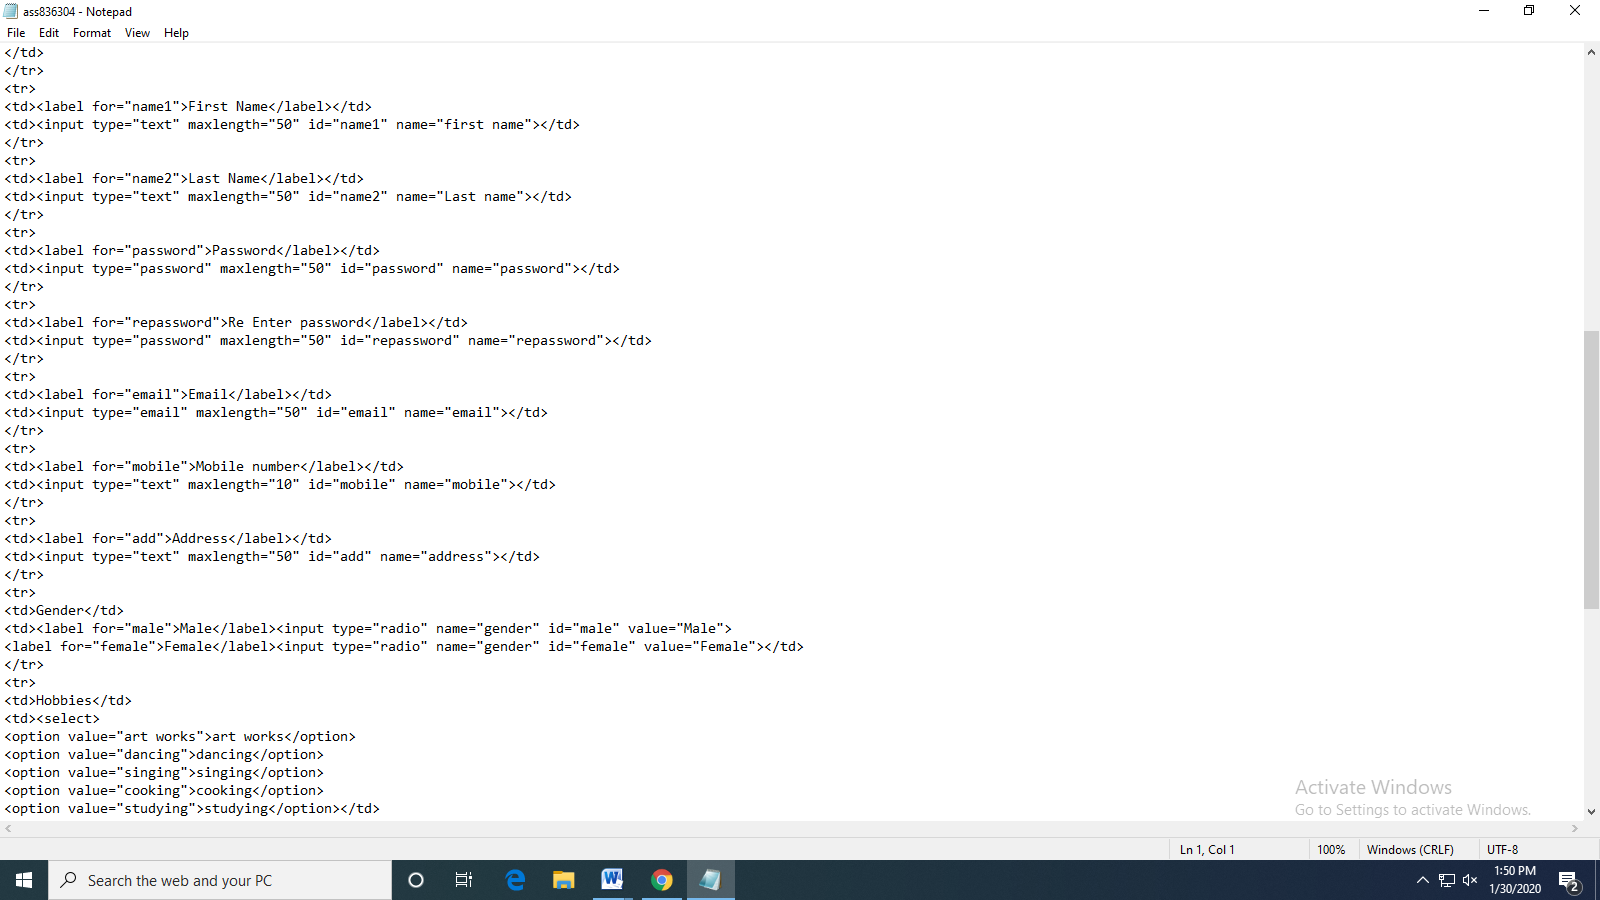 ass836304 - Notepad
File Edit Format View Help
</td>
</tr>
<tr>
<td><label for="name1">First Name</label></td>
<td><input type="text" maxlength="50" id="name1" name="first name"></td>
</tr>
<tr>
<td><label for="name2">Last Name</label></td>
<td><input type="text" maxlength="50" id="name2" name="Last name"></td>
</tr>
<tr>
<td><label for="password">Password</label></td>
<td><input type="password" maxlength="50" id="password" name="password"></td>
</tr>
<tr>
<td><label for="repassword">Re Enter password</label></td>
<td><input type="password" maxlength="50" id="repassword" name="repassword"></td>
</tr>
<tr>
<td><label for="email">Email</label></td>
<td><input type="email" maxlength="50" id="email" name="email"></td>
</tr>
<tr>
<td><label for="mobile">Mobile number</label></td>
<td><input type="text" maxlength="10" id="mobile" name="mobile"></td>
</tr>
<tr>
<td><label for="add">Address</label></td>
<td><input type="text" maxlength="50" id="add" name="address"></td>
</tr>
<tr>
<td>Gender</td>
<td><label for="male">Male</label><input type="radio" name="gender" id="male" value="Male">
<label for="female">Female</label><input type="radio" name="gender" id="female" value="Female"></td>
</tr>
<tr>
<td>Hobbies</td>
<td><select>
<option value="art works">art works</option>
<option value="dancing">dancing</option>
<option value="singing">singing</option>
<option value="cooking">cooking</option>
<option value="studying">studying</option></td>
Activate Windows
Go to Settings to activate Windows.
Ln 1, Col 1 100% Windows (CRLF) UTF-8
Search the web and your PC
1:50 PM
1/30/2020
2